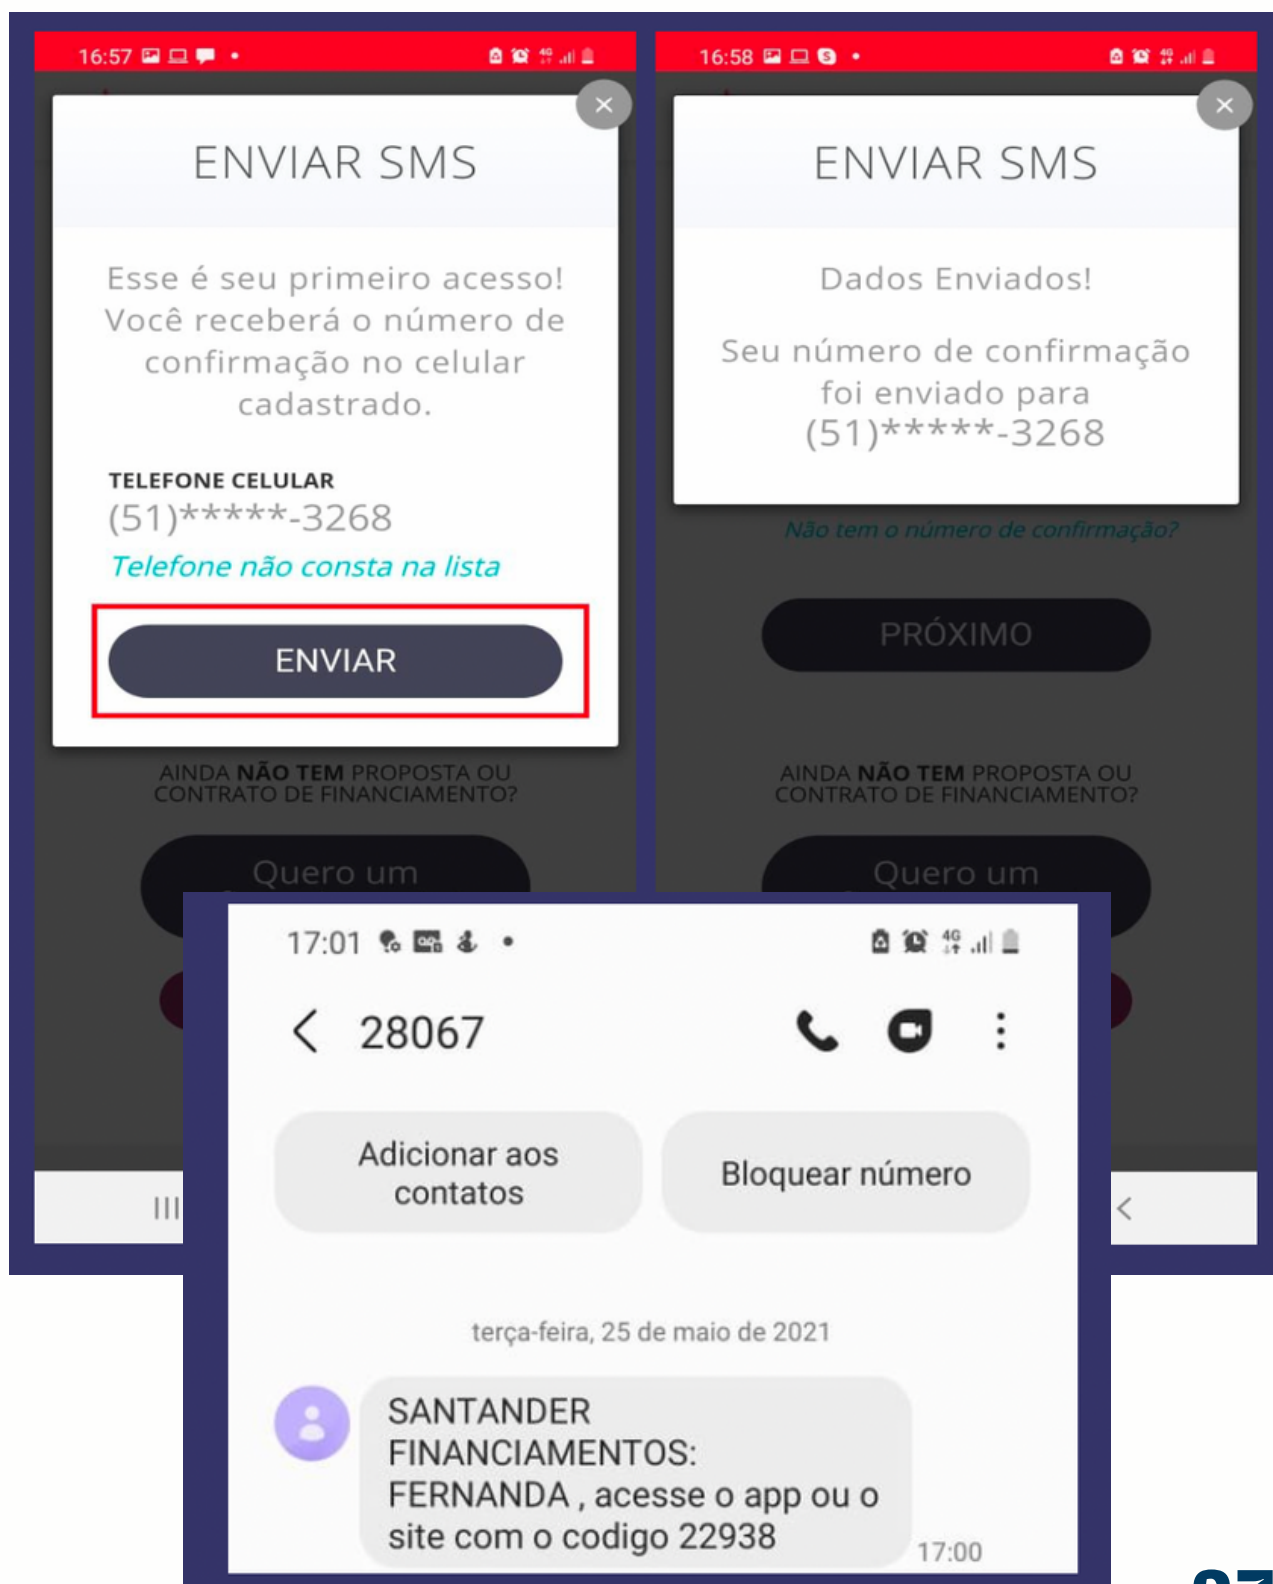 16:57
ENVIAR SMS
Esse é seu primeiro acesso!
Você receberá o número de
confirmação no celular
cadastrado.
TELEFONE CELULAR
(51)*****-3268
Telefone não consta na lista
ENVIAR
AINDA NÃO TEM PROPOSTA OU
CONTRATO DE FINANCIAMENTO?
Quero um
16:58
ENVIAR SMS
Dados Enviados!
Seu número de confirmação
foi enviado para
(51)*****-3268
Não tem o número de confirmação?
PRÓXIMO
AINDA NÃO TEM PROPOSTA OU
CONTRATO DE FINANCIAMENTO?
Quero um
17:01
4G
28067
Adicionar aos
contatos
Bloquear número
terça-feira, 25 de maio de 2021
SANTANDER
FINANCIAMENTOS:
FERNANDA , acesse o app ou o
site com o codigo 22938
17:00